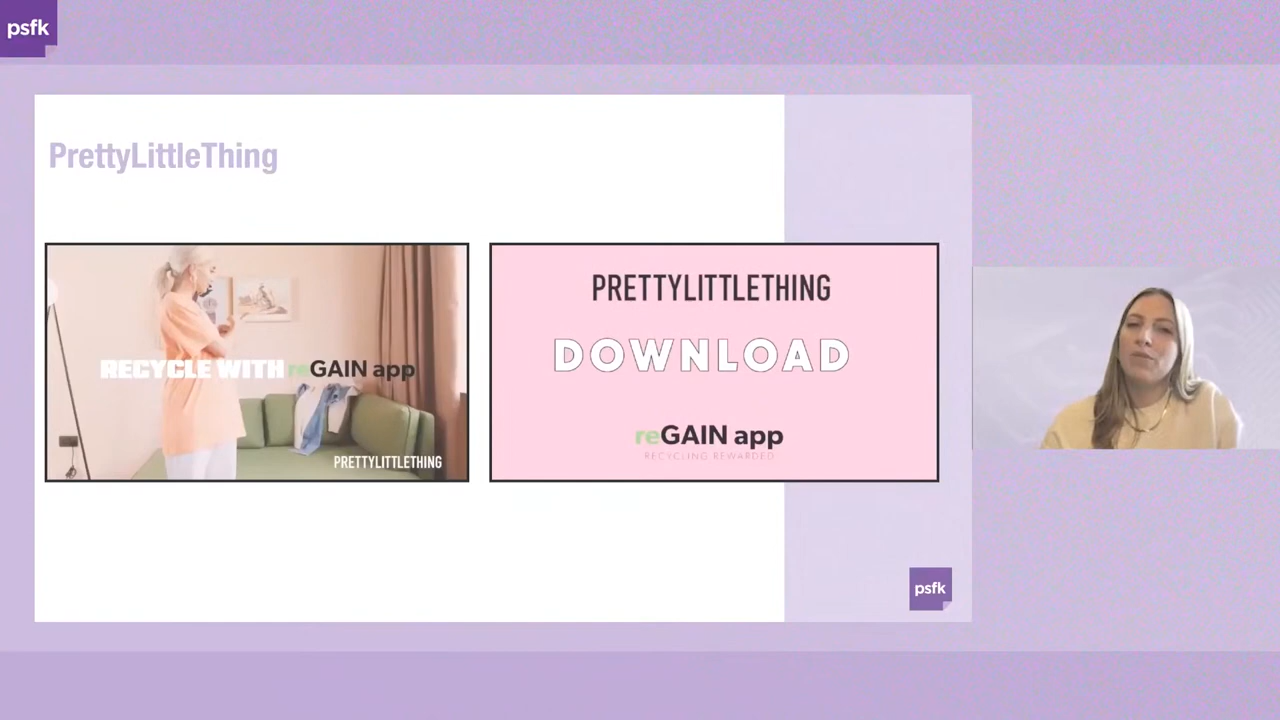 psfk
PrettyLittleThing
RECYCLE WITH reGAIN app
PRETTYLITTLETHING
PRETTYLITTLETHING
DOWNLOAD
reGAIN app
RECYCLING REWARDED
psfk